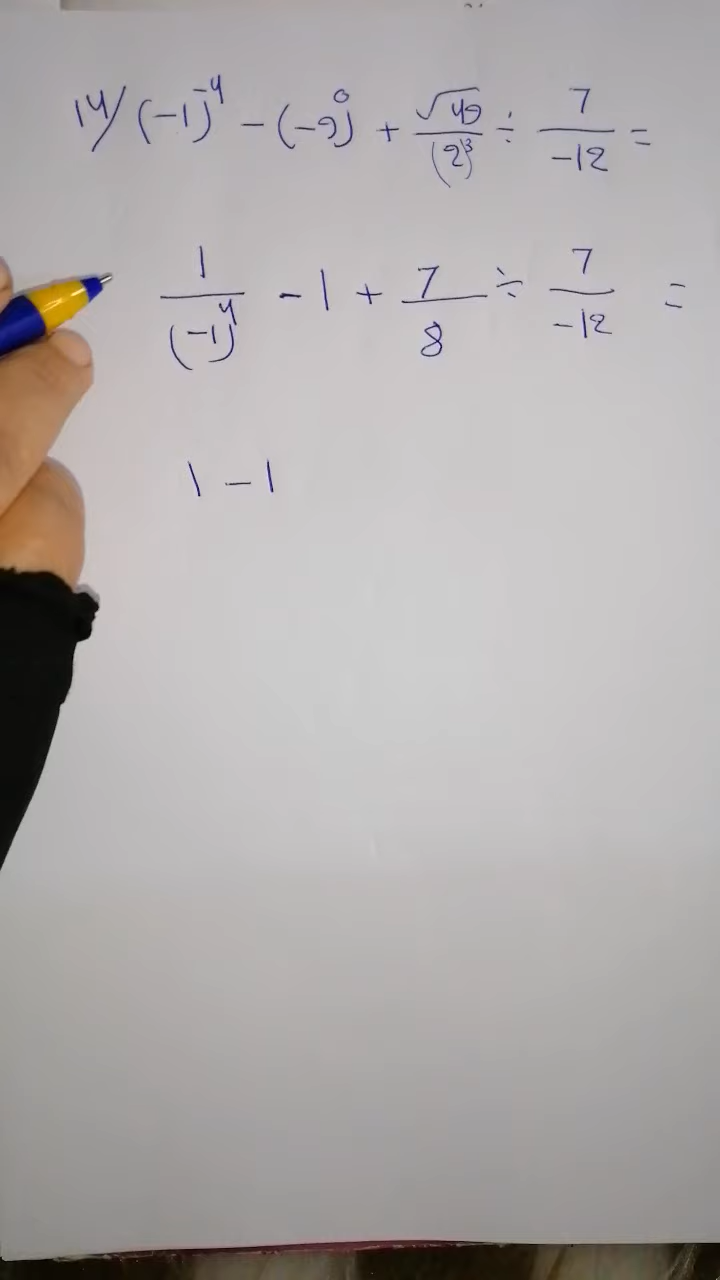 14/ (-1)^-4 - (-9)^0 + √49/(2)^3 ÷ 7/-12 =
1/(-1)^4 - 1 + 7/8 ÷ 7/-12 =
1 - 1